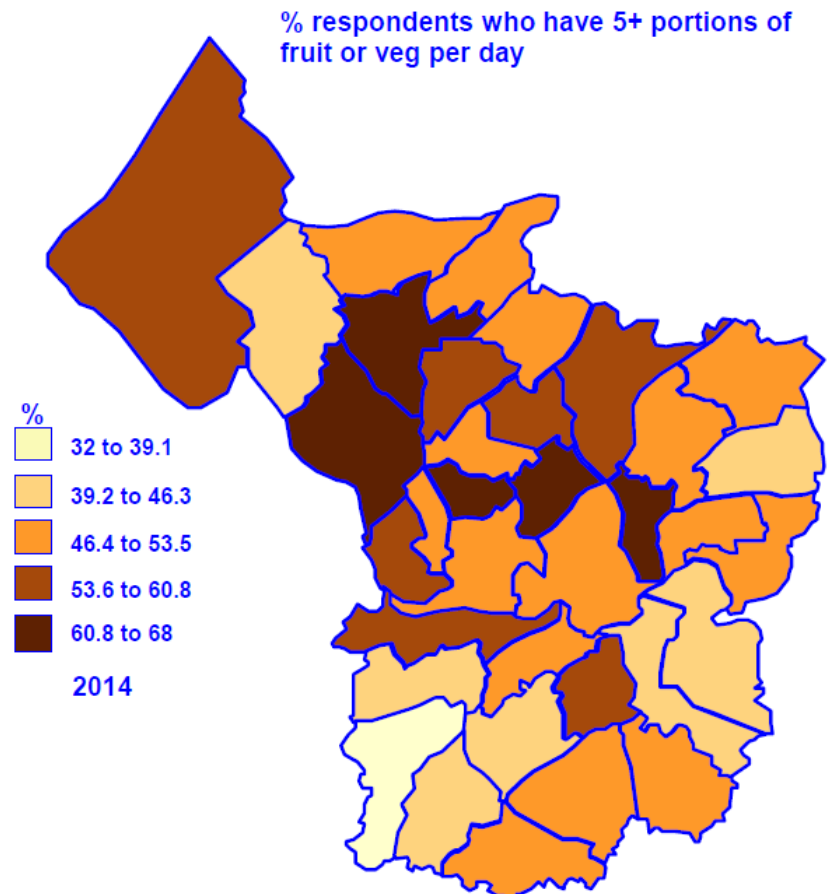 % respondents who have 5+ portions of
fruit or veg per day
%
32 to 39.1
39.2 to 46.3
46.4 to 53.5
53.6 to 60.8
60.8 to 68
2014